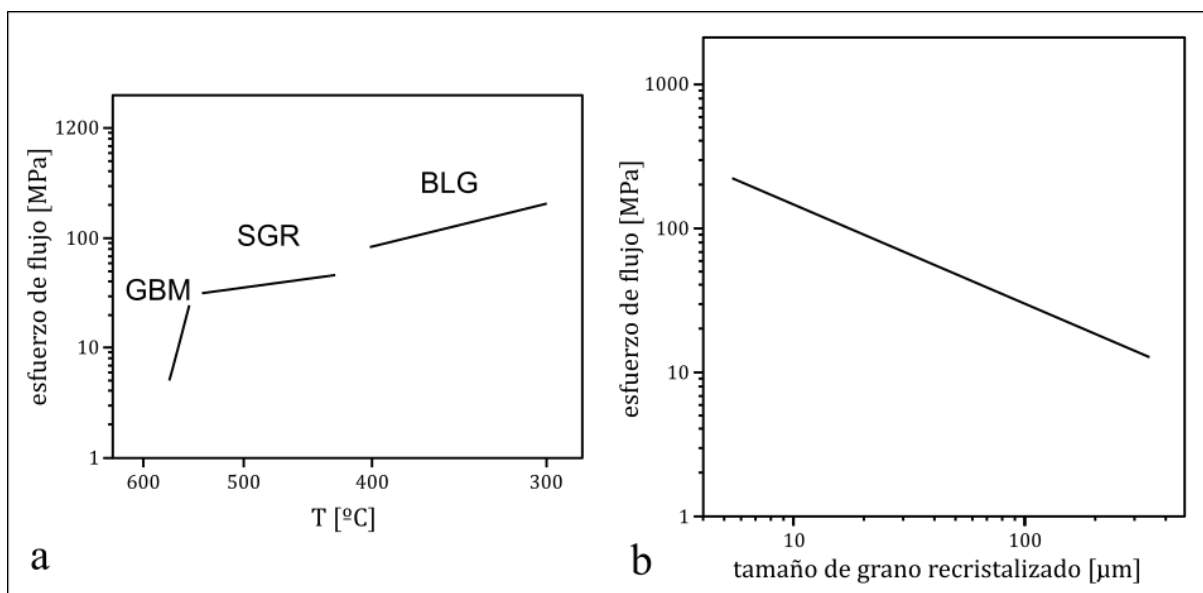 esfuerzo de flujo [MPa]
1200
100
10
1
GBM
SGR
BLG
600
500
400
300
T [ºC]
a
esfuerzo de flujo [MPa]
1000
100
10
1
10
100
tamaño de grano recristalizado [µm]
b